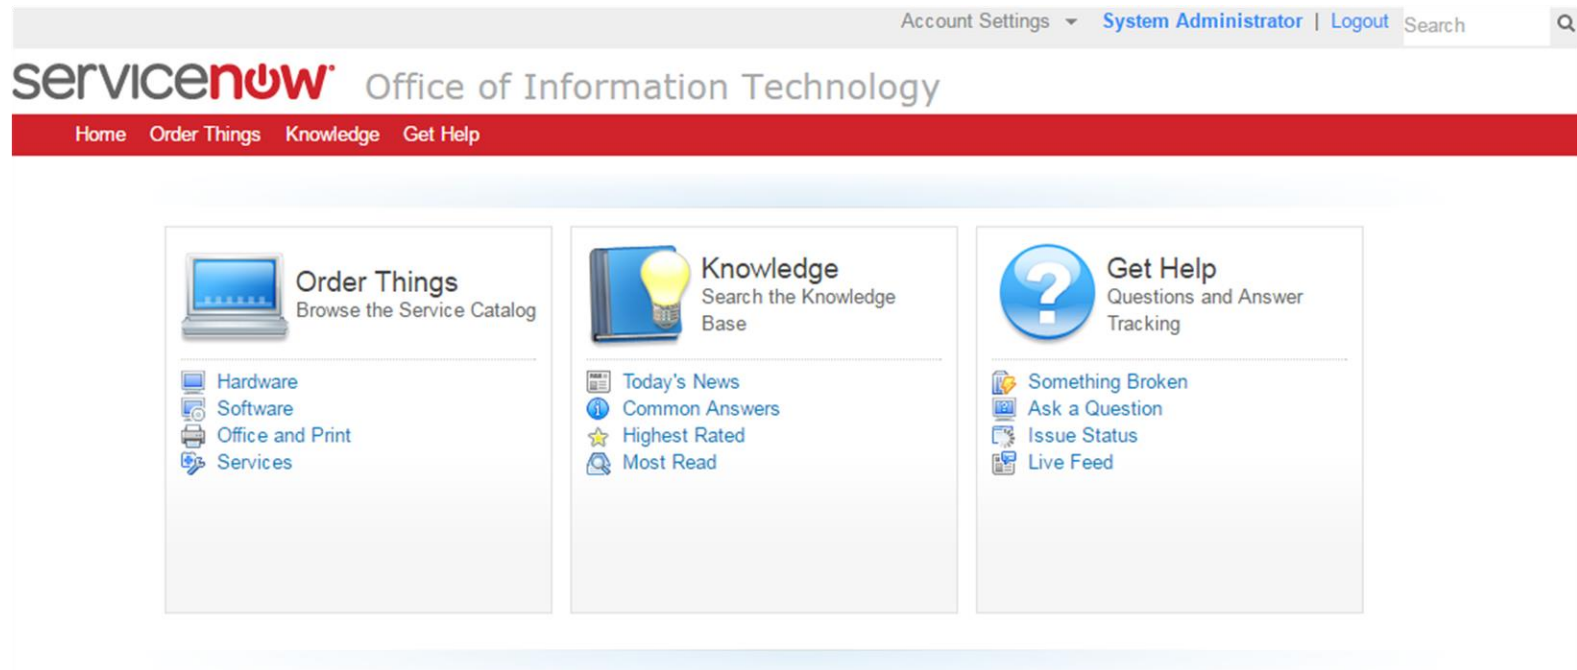 Account Settings System Administrator | Logout Search
servicenow Office of Information Technology
Home Order Things Knowledge Get Help
Order Things
Browse the Service Catalog
Hardware
Software
Office and Print
Services
Knowledge
Search the Knowledge
Base
Today's News
Common Answers
Highest Rated
Most Read
Get Help
Questions and Answer
Tracking
Something Broken
Ask a Question
Issue Status
Live Feed